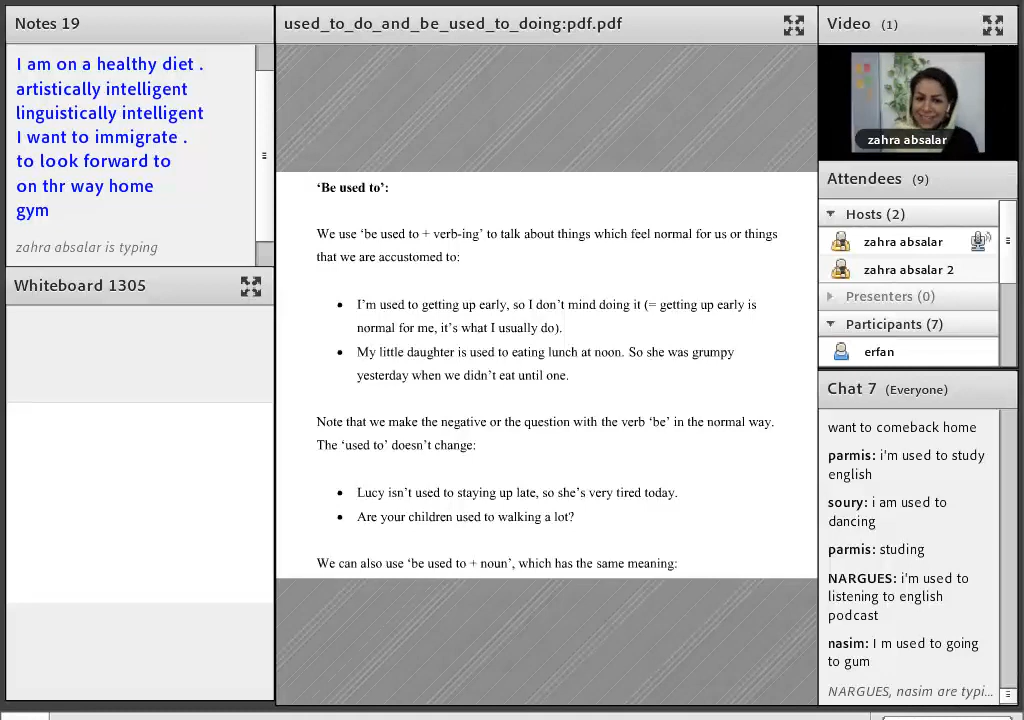 Notes 19
I am on a healthy diet .
artistically intelligent
linguistically intelligent
I want to immigrate .
to look forward to
on thr way home
gym
zahra absalar is typing
Whiteboard 1305
used_to_do_and_be_used_to_doing:pdf.pdf
‘Be used to’:
We use ‘be used to + verb-ing’ to talk about things which feel normal for us or things
that we are accustomed to:
• I’m used to getting up early, so I don’t mind doing it (= getting up early is
normal for me, it’s what I usually do).
• My little daughter is used to eating lunch at noon. So she was grumpy
yesterday when we didn’t eat until one.
Note that we make the negative or the question with the verb ‘be’ in the normal way.
The ‘used to’ doesn’t change:
• Lucy isn’t used to staying up late, so she’s very tired today.
• Are your children used to walking a lot?
We can also use ‘be used to + noun’, which has the same meaning:
Video (1)
zahra absalar
Attendees (9)
Hosts (2)
zahra absalar
zahra absalar 2
Presenters (0)
Participants (7)
erfan
Chat 7 (Everyone)
want to comeback home
parmis: i'm used to study
english
soury: i am used to
dancing
parmis: studing
NARGUES: i'm used to
listening to english
podcast
nasim: I m used to going
to gum
NARGUES, nasim are typi...